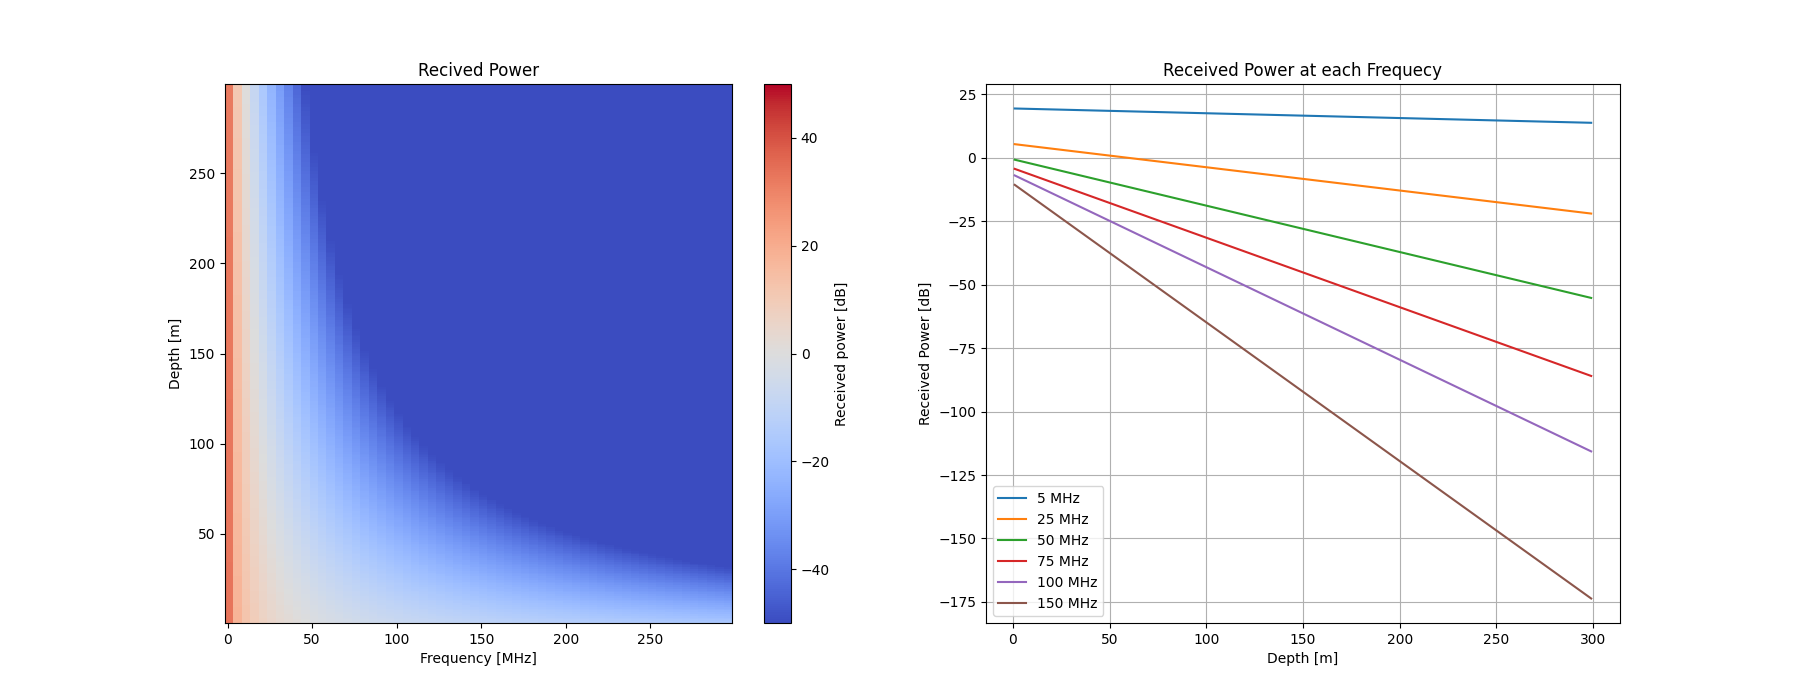 Recived Power
250
200
150
100
50
Depth [m]
0
50
100
150
200
250
Frequency [MHz]
40
20
0
−20
−40
Received power [dB]
Received Power at each Frequecy
25
0
−25
−50
−75
−100
−125
−150
−175
Received Power [dB]
5 MHz
25 MHz
50 MHz
75 MHz
100 MHz
150 MHz
0
50
100
150
200
250
300
Depth [m]